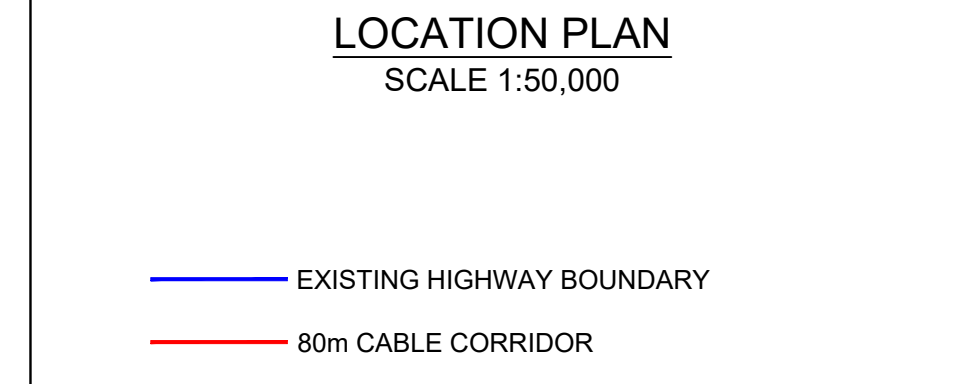 LOCATION PLAN
SCALE 1:50,000
EXISTING HIGHWAY BOUNDARY
80m CABLE CORRIDOR